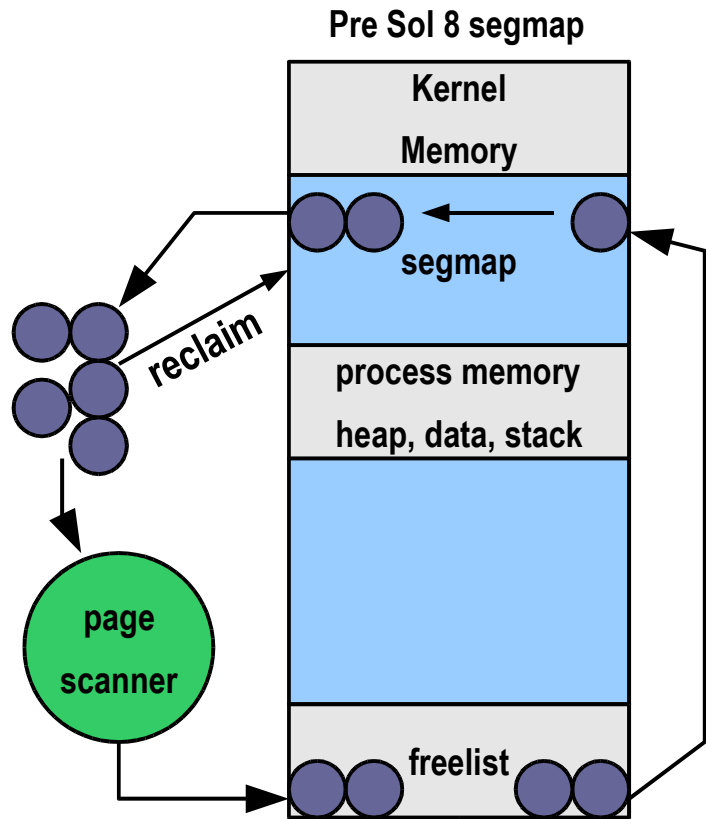 Pre Sol 8 segmap
Kernel
Memory
segmap
reclaim
process memory
heap, data, stack
page
scanner
freelist